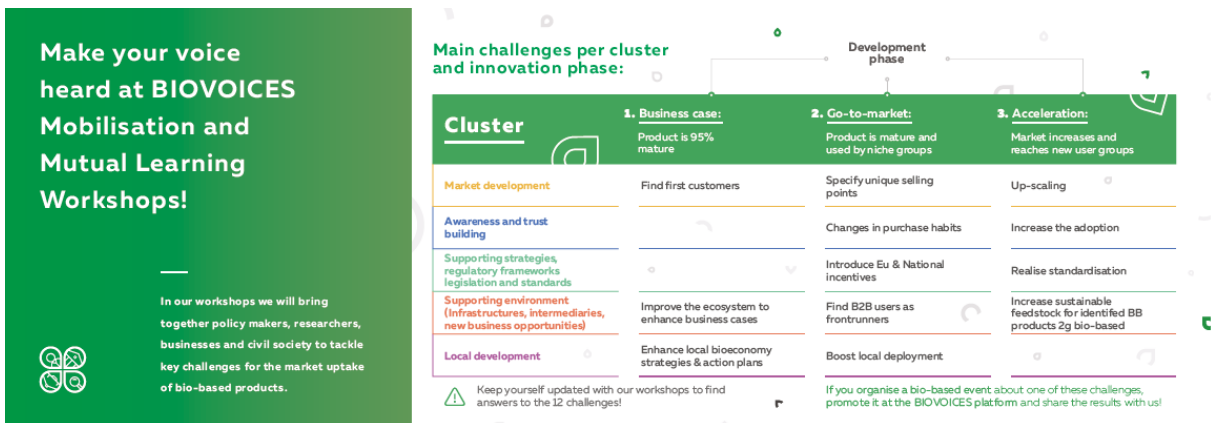 Make your voice
heard at BIOVOICES
Mobilisation and
Mutual Learning
Workshops!
In our workshops we will bring
together policy makers, researchers,
businesses and civil society to tackle
key challenges for the market uptake
of bio-based products.
Main challenges per cluster
and innovation phase:
Development
phase
Cluster
1. Business case:
Product is 95%
mature
2. Go-to-market:
Product is mature and
used by niche groups
3. Acceleration:
Market increases and
reaches new user groups
Market development
Find first customers
Specify unique selling
points
Up-scaling
Awareness and trust
building
Changes in purchase habits
Increase the adoption
Supporting strategies,
regulatory frameworks
legislation and standards
Introduce Eu & National
incentives
Realise standardisation
Supporting environment
(Infrastructures, intermediaries,
new business opportunities)
Improve the ecosystem to
enhance business cases
Find B2B users as
frontrunners
Increase sustainable
feedstock for identifed BB
products 2g bio-based
Local development
Enhance local bioeconomy
strategies & action plans
Boost local deployment
Keep yourself updated with our workshops to find
answers to the 12 challenges!
If you organise a bio-based event about one of these challenges,
promote it at the BIOVOICES platform and share the results with us!